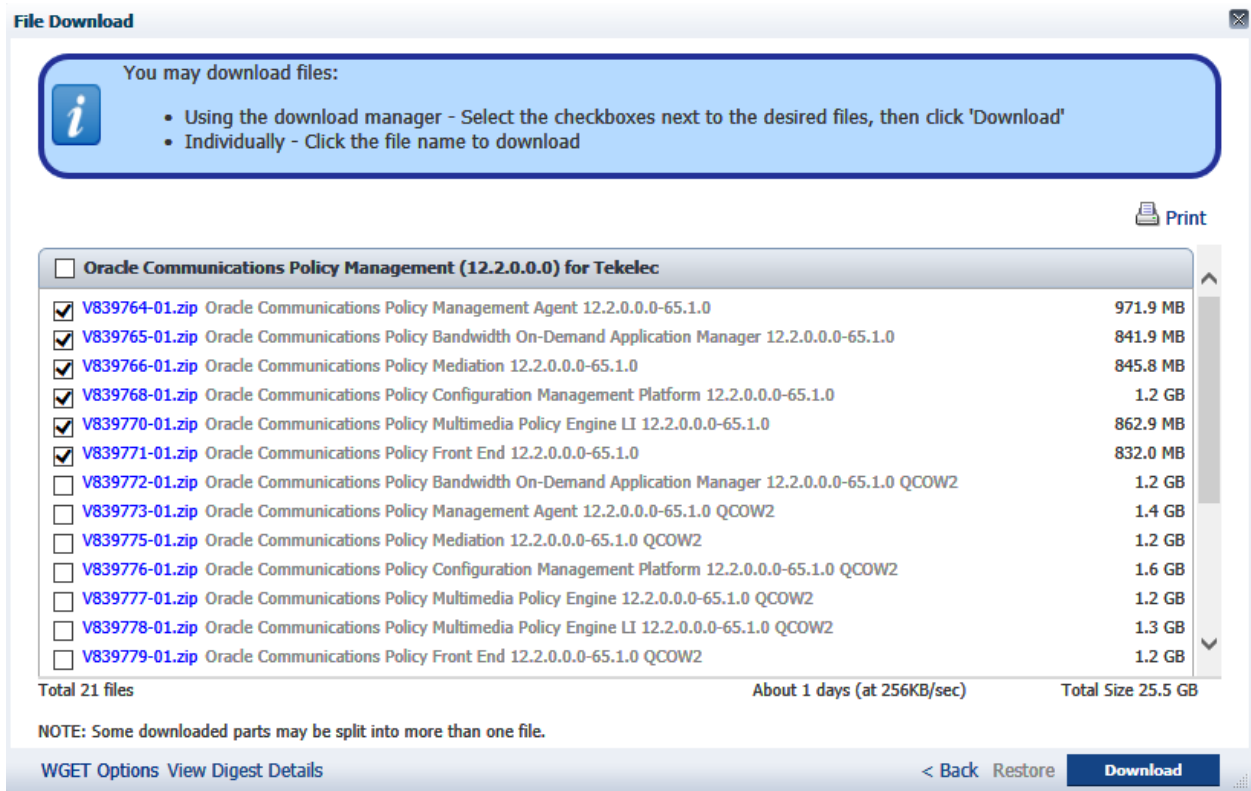 File Download
You may download files:
• Using the download manager - Select the checkboxes next to the desired files, then click 'Download'
• Individually - Click the file name to download
Print
Oracle Communications Policy Management (12.2.0.0.0) for Tekelec
V839764-01.zip Oracle Communications Policy Management Agent 12.2.0.0.0-65.1.0 971.9 MB
V839765-01.zip Oracle Communications Policy Bandwidth On-Demand Application Manager 12.2.0.0.0-65.1.0 841.9 MB
V839766-01.zip Oracle Communications Policy Mediation 12.2.0.0.0-65.1.0 845.8 MB
V839768-01.zip Oracle Communications Policy Configuration Management Platform 12.2.0.0.0-65.1.0 1.2 GB
V839770-01.zip Oracle Communications Policy Multimedia Policy Engine LI 12.2.0.0.0-65.1.0 862.9 MB
V839771-01.zip Oracle Communications Policy Front End 12.2.0.0.0-65.1.0 832.0 MB
V839772-01.zip Oracle Communications Policy Bandwidth On-Demand Application Manager 12.2.0.0.0-65.1.0 QCOW2 1.2 GB
V839773-01.zip Oracle Communications Policy Management Agent 12.2.0.0.0-65.1.0 QCOW2 1.4 GB
V839775-01.zip Oracle Communications Policy Mediation 12.2.0.0.0-65.1.0 QCOW2 1.2 GB
V839776-01.zip Oracle Communications Policy Configuration Management Platform 12.2.0.0.0-65.1.0 QCOW2 1.6 GB
V839777-01.zip Oracle Communications Policy Multimedia Policy Engine 12.2.0.0.0-65.1.0 QCOW2 1.2 GB
V839778-01.zip Oracle Communications Policy Multimedia Policy Engine LI 12.2.0.0.0-65.1.0 QCOW2 1.3 GB
V839779-01.zip Oracle Communications Policy Front End 12.2.0.0.0-65.1.0 QCOW2 1.2 GB
Total 21 files About 1 days (at 256KB/sec) Total Size 25.5 GB
NOTE: Some downloaded parts may be split into more than one file.
WGET Options View Digest Details < Back Restore Download